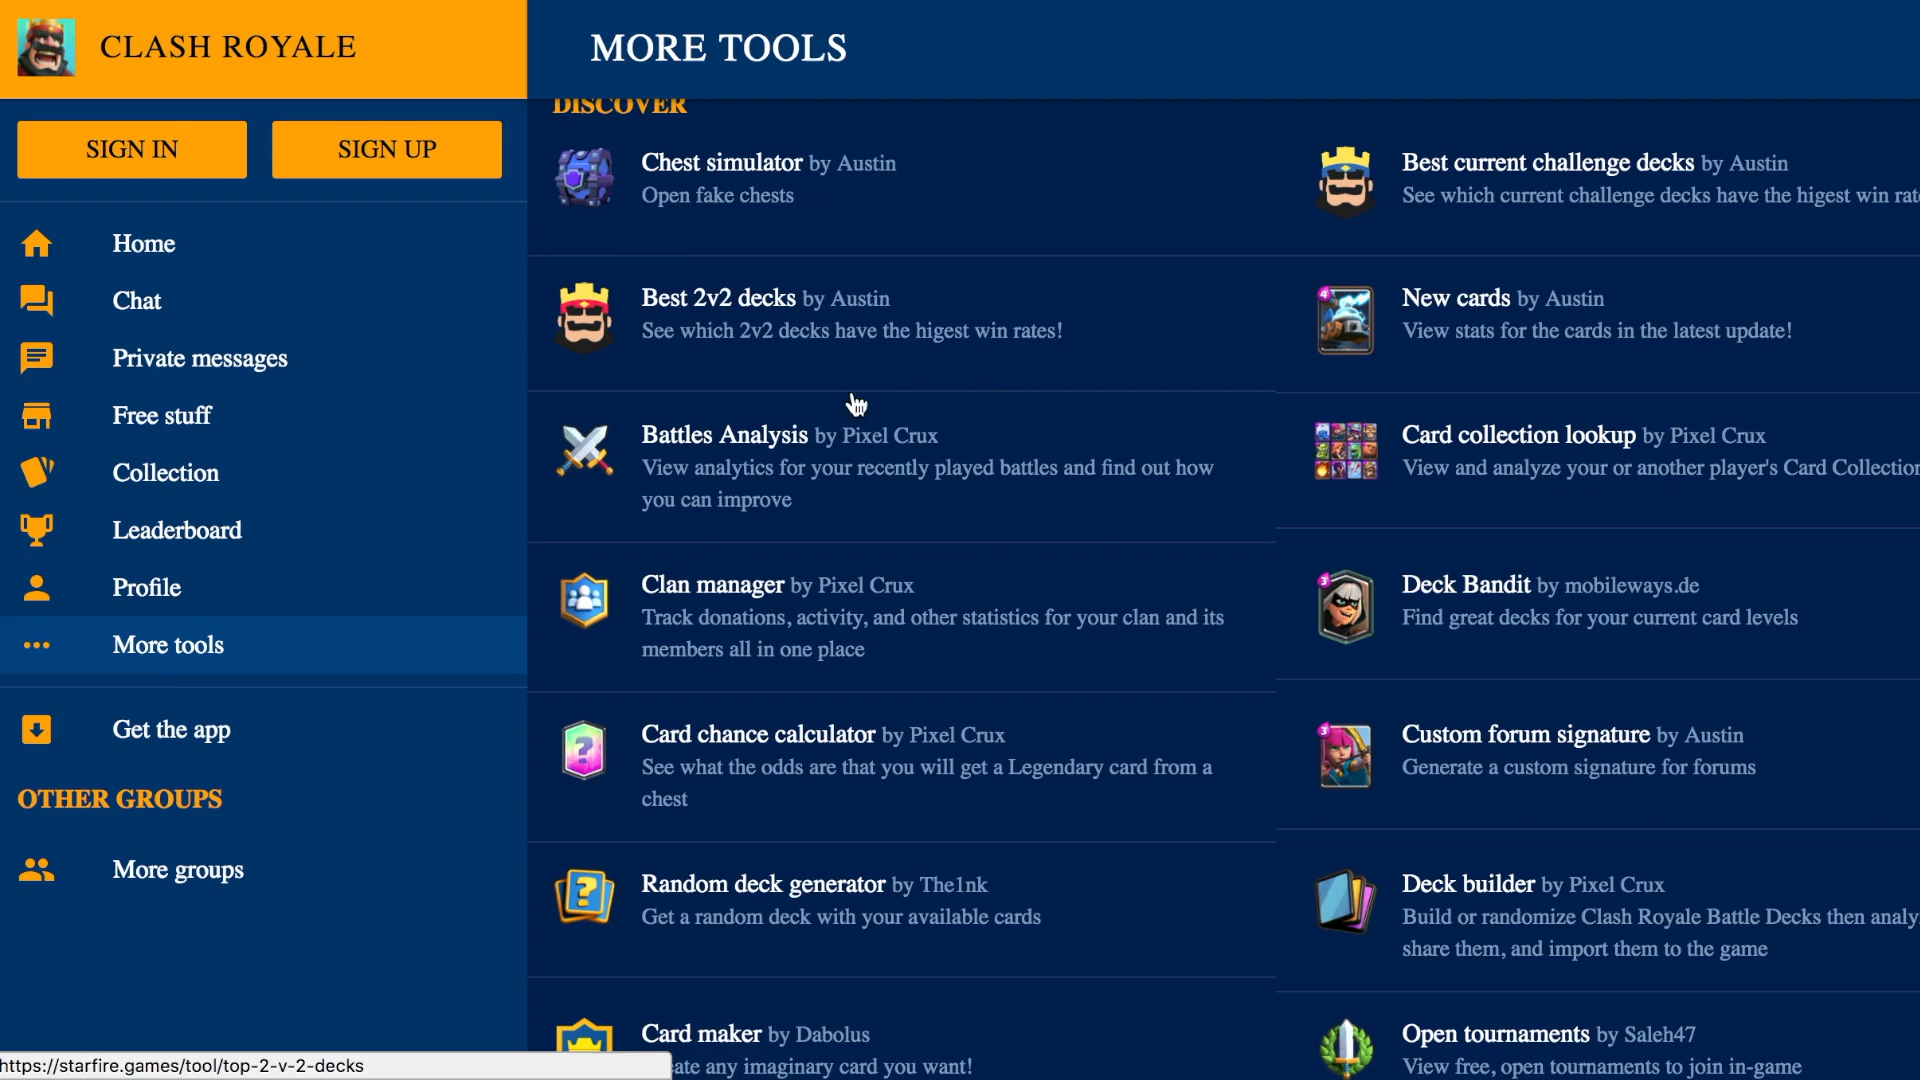 CLASH ROYALE
SIGN IN
SIGN UP
Home
Chat
Private messages
Free stuff
Collection
Leaderboard
Profile
More tools
Get the app
OTHER GROUPS
More groups
https://starfire.games/tool/top-2-v-2-decks
MORE TOOLS
DISCOVER
Chest simulator by Austin
Open fake chests
Best current challenge decks by Austin
See which current challenge decks have the higest win rat
Best 2v2 decks by Austin
See which 2v2 decks have the higest win rates!
4
New cards by Austin
View stats for the cards in the latest update!
Battles Analysis by Pixel Crux
View analytics for your recently played battles and find out how
you can improve
Card collection lookup by Pixel Crux
View and analyze your or another player's Card Collection
Clan manager by Pixel Crux
Track donations, activity, and other statistics for your clan and its
members all in one place
3
Deck Bandit by mobileways.de
Find great decks for your current card levels
?
Card chance calculator by Pixel Crux
See what the odds are that you will get a Legendary card from a
chest
3
Custom forum signature by Austin
Generate a custom signature for forums
?
Random deck generator by The1nk
Get a random deck with your available cards
Deck builder by Pixel Crux
Build or randomize Clash Royale Battle Decks then analy
share them, and import them to the game
Card maker by Dabolus
eate any imaginary card you want!
Open tournaments by Saleh47
View free, open tournaments to join in-game